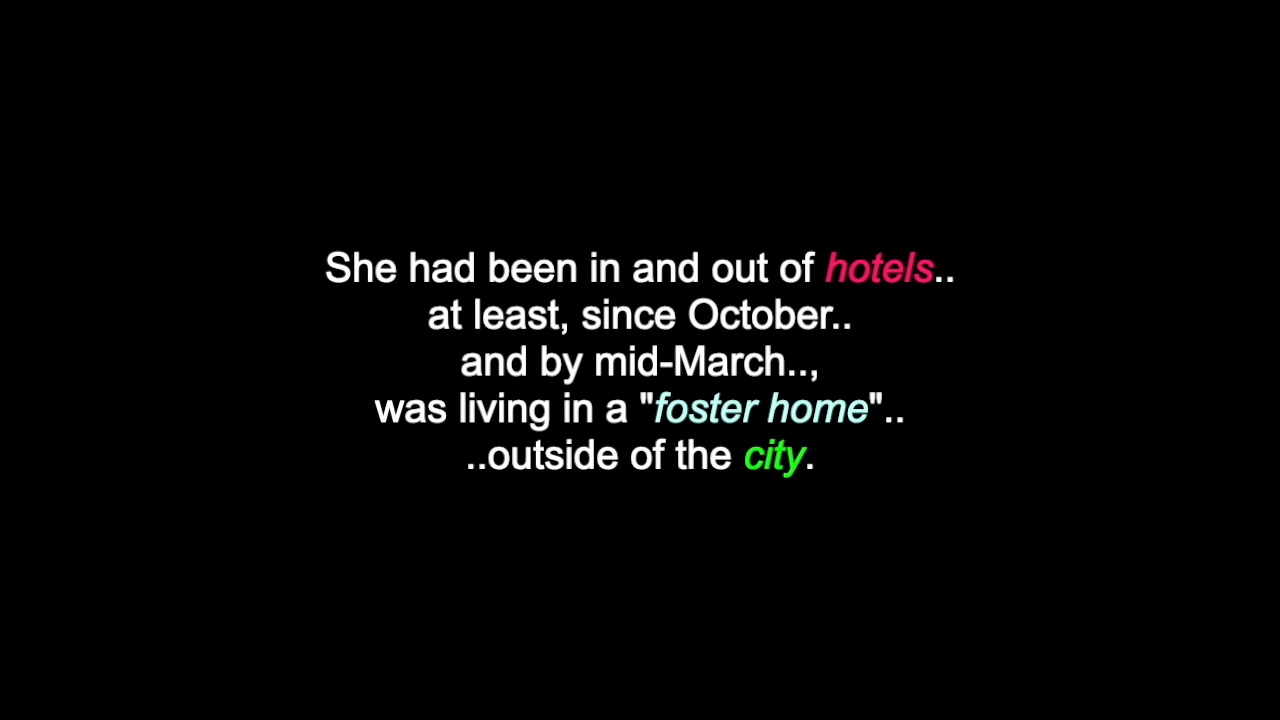 She had been in and out of hotels..
at least, since October..
and by mid-March..,
was living in a "foster home"..
..outside of the city.